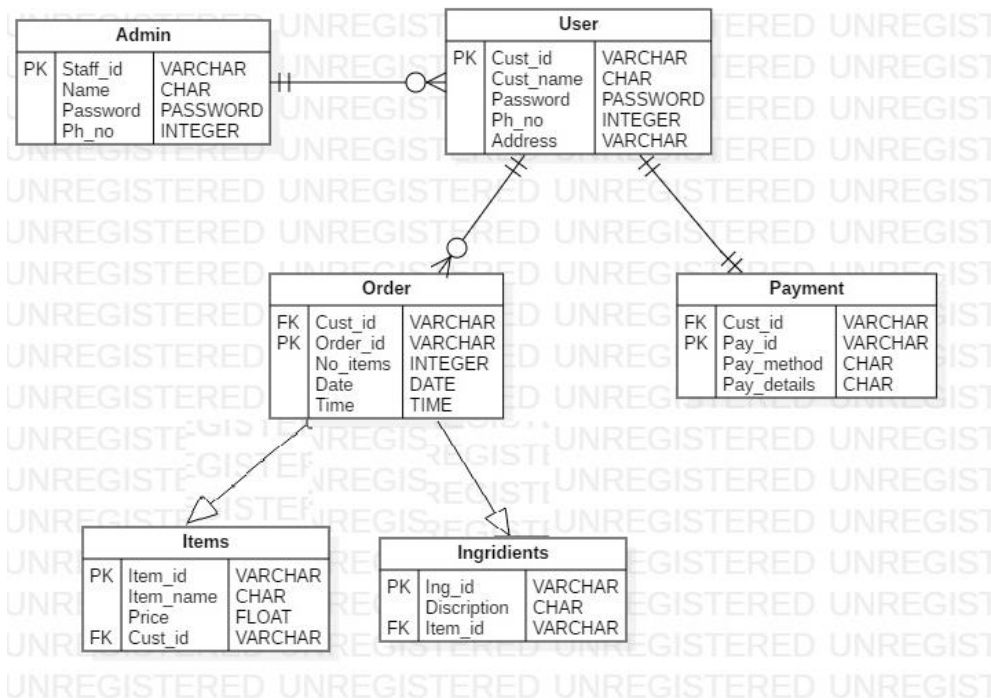 Admin
PK Staff_id VARCHAR
Name CHAR
Password PASSWORD
Ph_no INTEGER
User
PK Cust_id VARCHAR
Cust_name CHAR
Password PASSWORD
Ph_no INTEGER
Address VARCHAR
Order
FK Cust_id VARCHAR
PK Order_id VARCHAR
No_items INTEGER
Date DATE
Time TIME
Payment
FK Cust_id VARCHAR
PK Pay_id VARCHAR
Pay_method CHAR
Pay_details CHAR
Items
PK Item_id VARCHAR
Item_name CHAR
Price FLOAT
FK Cust_id VARCHAR
Ingridients
PK Ing_id VARCHAR
Discription CHAR
FK Item_id VARCHAR
UNREGISTERED